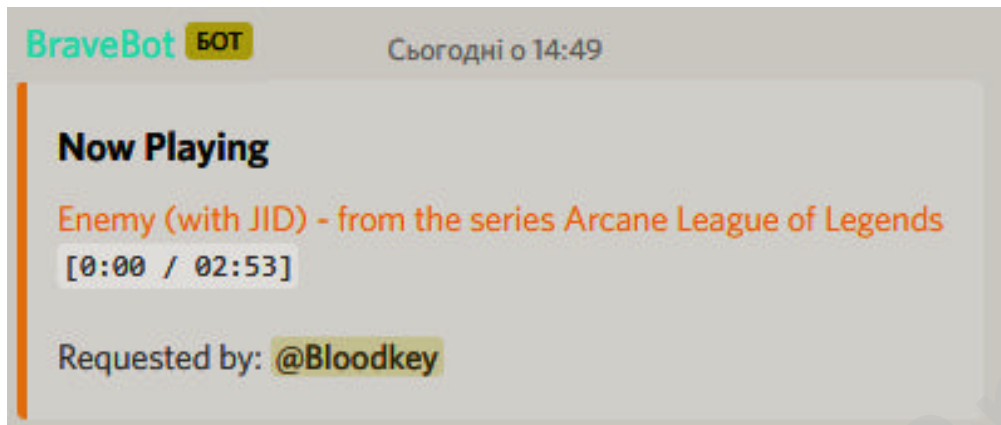 BraveBot БОТ Сьогодні о 14:49
Now Playing
Enemy (with JID) - from the series Arcane League of Legends
[0:00 / 02:53]
Requested by: @Bloodkey